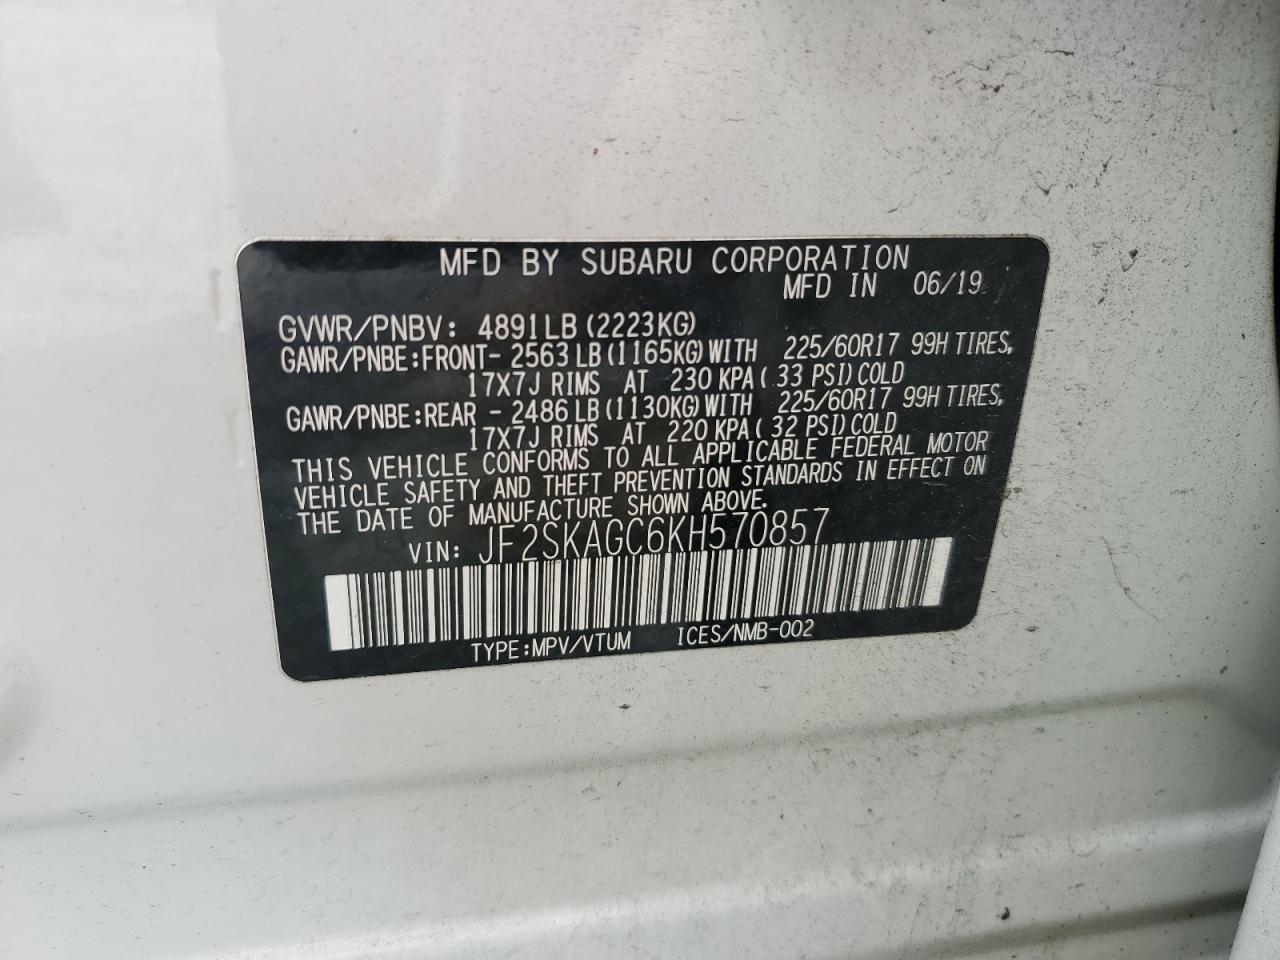 MFD BY SUBARU CORPORATION
MFD IN 06/19
GVWR/PNBV: 4891LB (2223KG)
GAWR/PNBE:FRONT- 2563 LB (1165KG) WITH 225/60R17 99H TIRES,
17X7J RIMS AT 230 KPA ( 33 PSI) COLD
GAWR/PNBE:REAR - 2486 LB (1130KG) WITH 225/60R17 99H TIRES,
17X7J RIMS AT 220 KPA ( 32 PSI) COLD
THIS VEHICLE CONFORMS TO ALL APPLICABLE FEDERAL MOTOR
VEHICLE SAFETY AND THEFT PREVENTION STANDARDS IN EFFECT ON
THE DATE OF MANUFACTURE SHOWN ABOVE.
VIN: JF2SKAGC6KH570857
TYPE:MPV/VTUM ICES/NMB-002